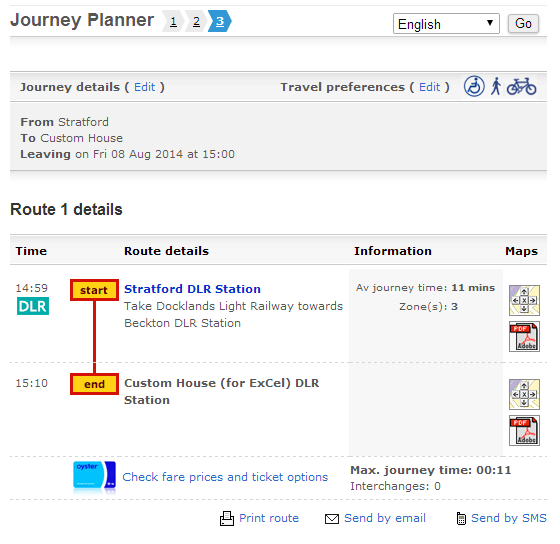 Journey Planner 1 2 3 English Go
Journey details ( Edit ) Travel preferences ( Edit )
From Stratford
To Custom House
Leaving on Fri 08 Aug 2014 at 15:00
Route 1 details
Time Route details Information Maps
14:59 start Stratford DLR Station Av journey time: 11 mins
DLR Take Docklands Light Railway towards Zone(s): 3
Beckton DLR Station
PDF
Adobe
15:10 end Custom House (for ExCel) DLR
Station
PDF
Adobe
oyster Check fare prices and ticket options Max. journey time: 00:11
Interchanges: 0
Print route Send by email Send by SMS